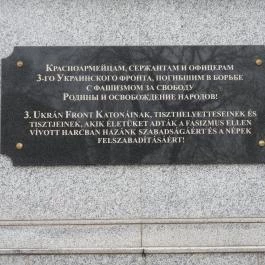 Красноармейцам, сержантам и офицерам
3-го Украинского фронта, погибшим в борьбе
с фашизмом за свободу
Родины и освобождение народов!
3. Ukrán Front Katonáinak, tiszthelyetteseinek és
tisztjeinek, akik életüket adták a fasizmus ellen
vívott harcban hazánk szabadságáért és a népek
felszabadításáért!